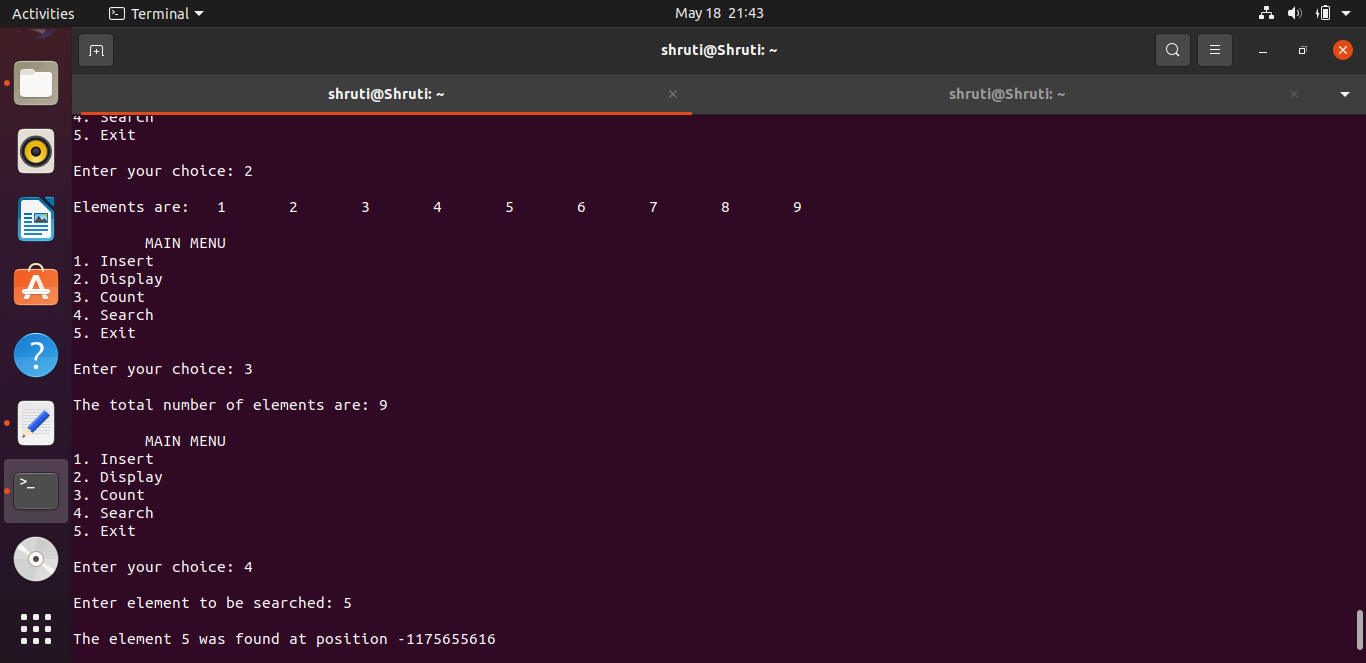 Activities Terminal May 18 21:43
shruti@Shruti: ~
shruti@Shruti: ~ shruti@Shruti: ~
4. Search
5. Exit
Enter your choice: 2
Elements are: 1 2 3 4 5 6 7 8 9
MAIN MENU
1. Insert
2. Display
3. Count
4. Search
5. Exit
Enter your choice: 3
The total number of elements are: 9
MAIN MENU
1. Insert
2. Display
3. Count
4. Search
5. Exit
Enter your choice: 4
Enter element to be searched: 5
The element 5 was found at position -1175655616